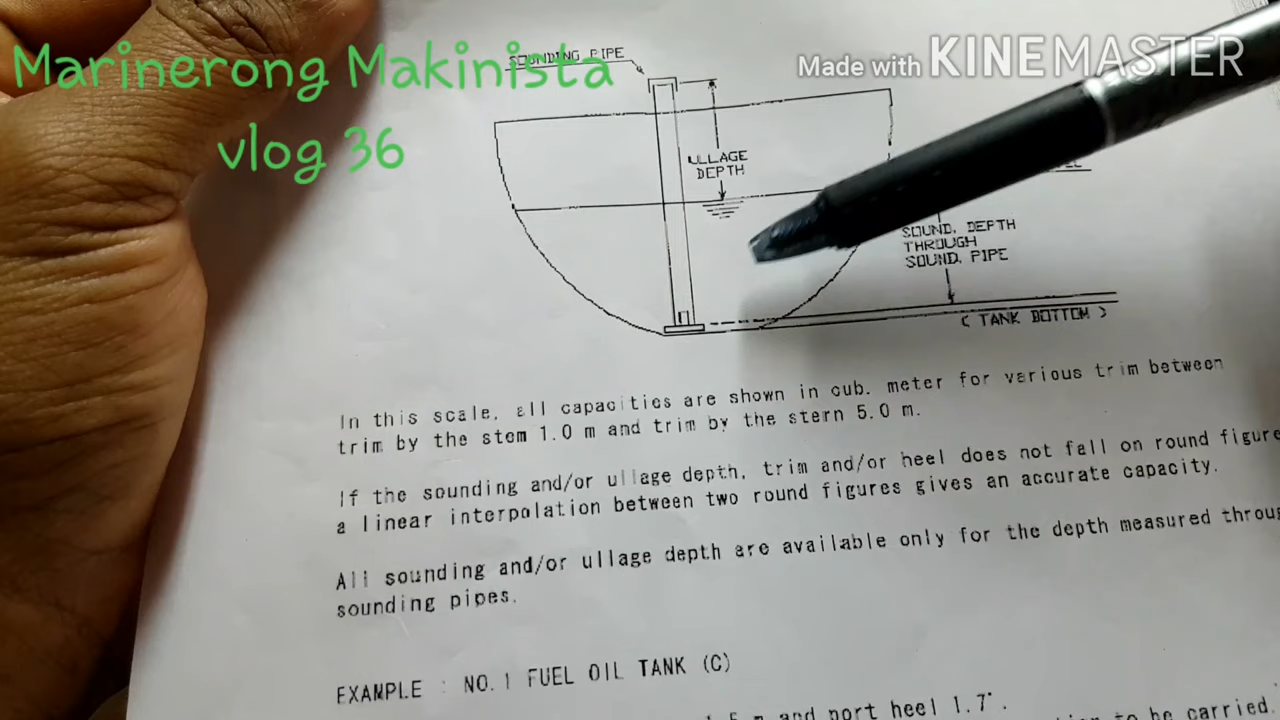 Marinerong Makinista
vlog 36
Made with KINEMASTER
SOUNDING PIPE
ULLAGE
DEPTH
SOUND. DEPTH
THROUGH
SOUND. PIPE
( TANK BOTTOM )
In this scale, all capacities are shown in cub. meter for various trim between
trim by the stem 1.0 m and trim by the stern 5.0 m.
If the sounding and/or ullage depth, trim and/or heel does not fall on round figure
a linear interpolation between two round figures gives an accurate capacity.
All sounding and/or ullage depth are available only for the depth measured throu
sounding pipes.
EXAMPLE : NO.1 FUEL OIL TANK (C)
m and port heel 1.7°.
to be carried.